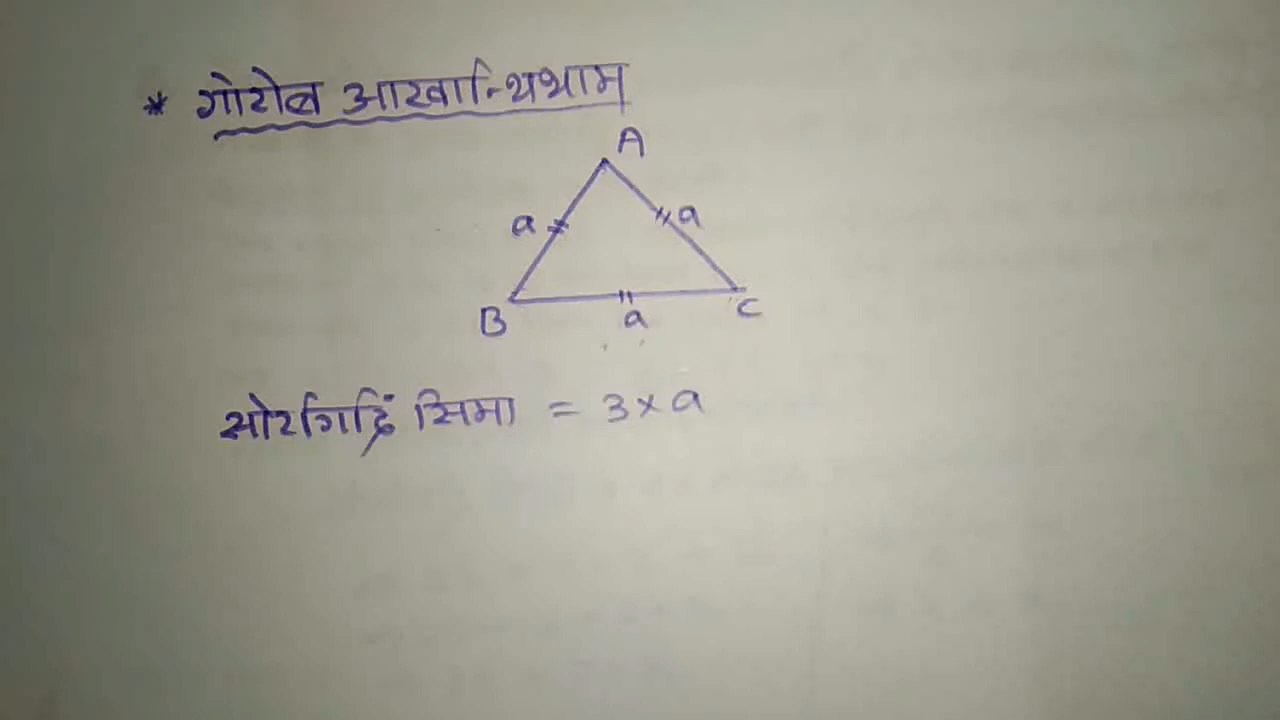 * गोरोब आखान्थिथाम
A
a
a
B
a
C
सोरगिदिं सिमा = 3 × a